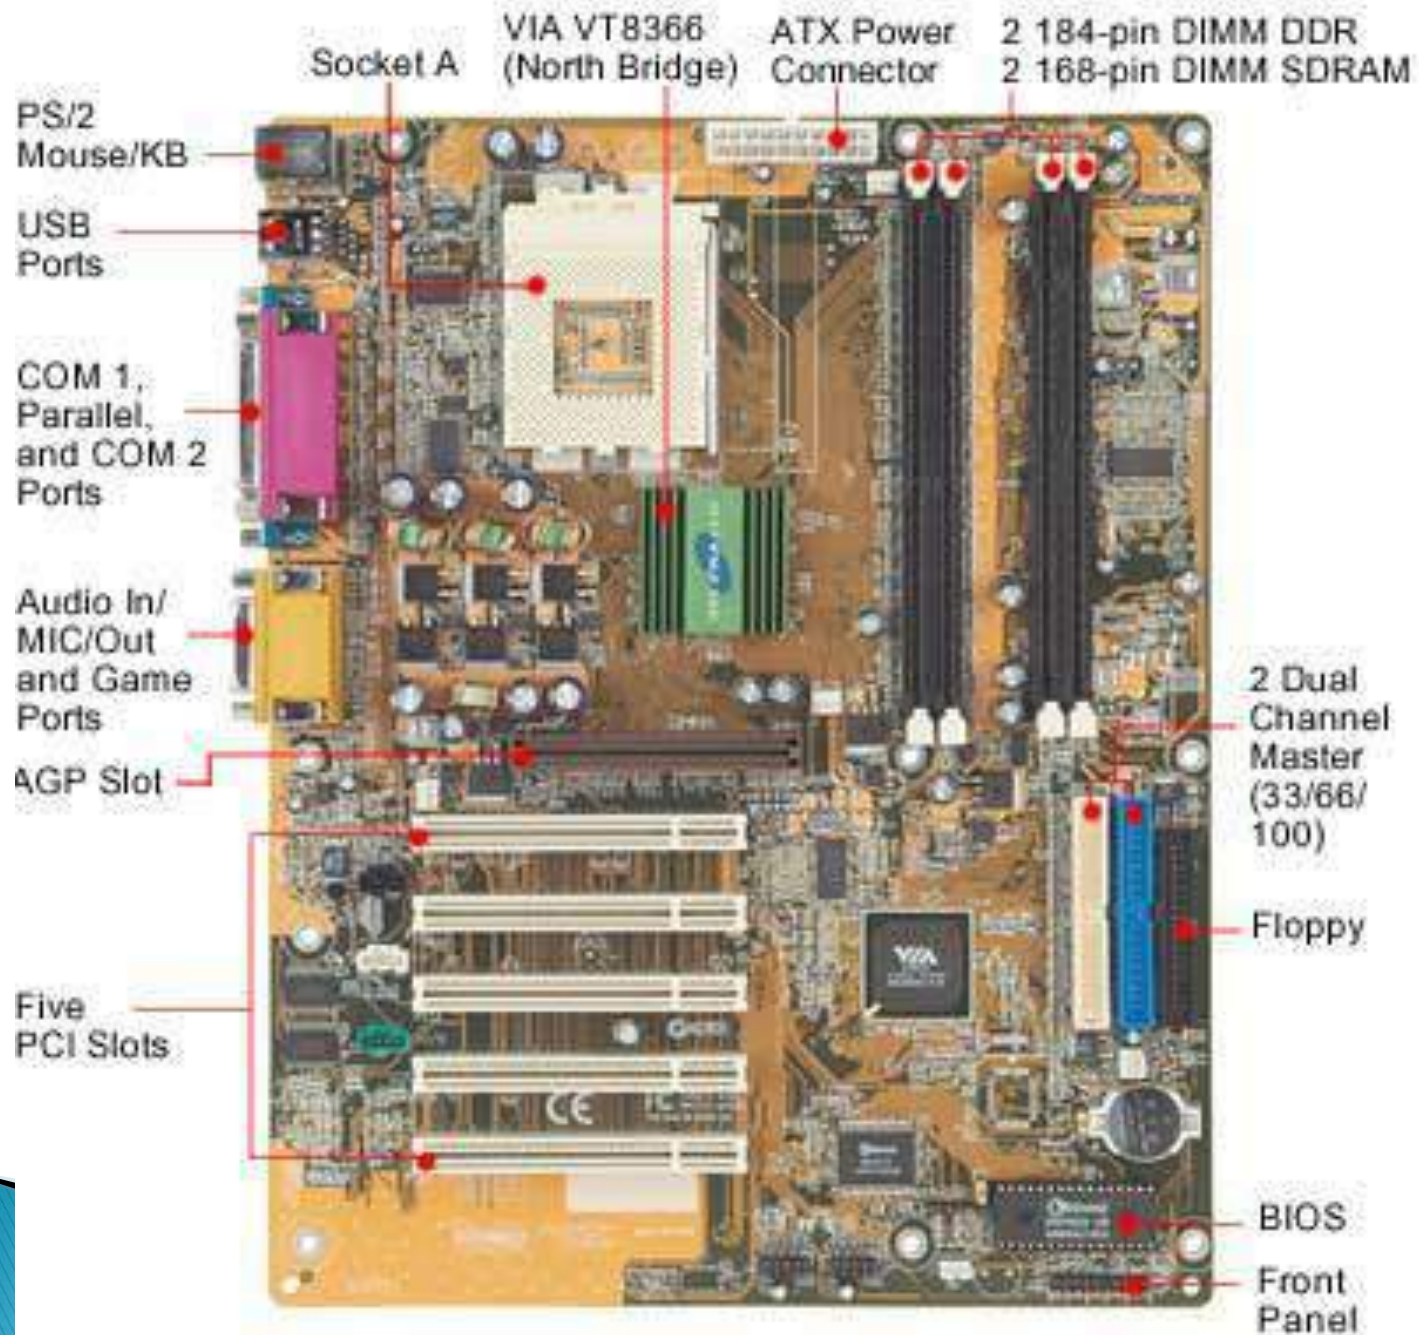 VIA VT8366
(North Bridge)
ATX Power
Connector
2 184-pin DIMM DDR
2 168-pin DIMM SDRAM
Socket A
PS/2
Mouse/KB
USB
Ports
COM 1,
Parallel,
and COM 2
Ports
Audio In/
MIC/Out
and Game
Ports
AGP Slot
Five
PCI Slots
2 Dual
Channel
Master
(33/66/
100)
Floppy
BIOS
Front
Panel
VIA
CE